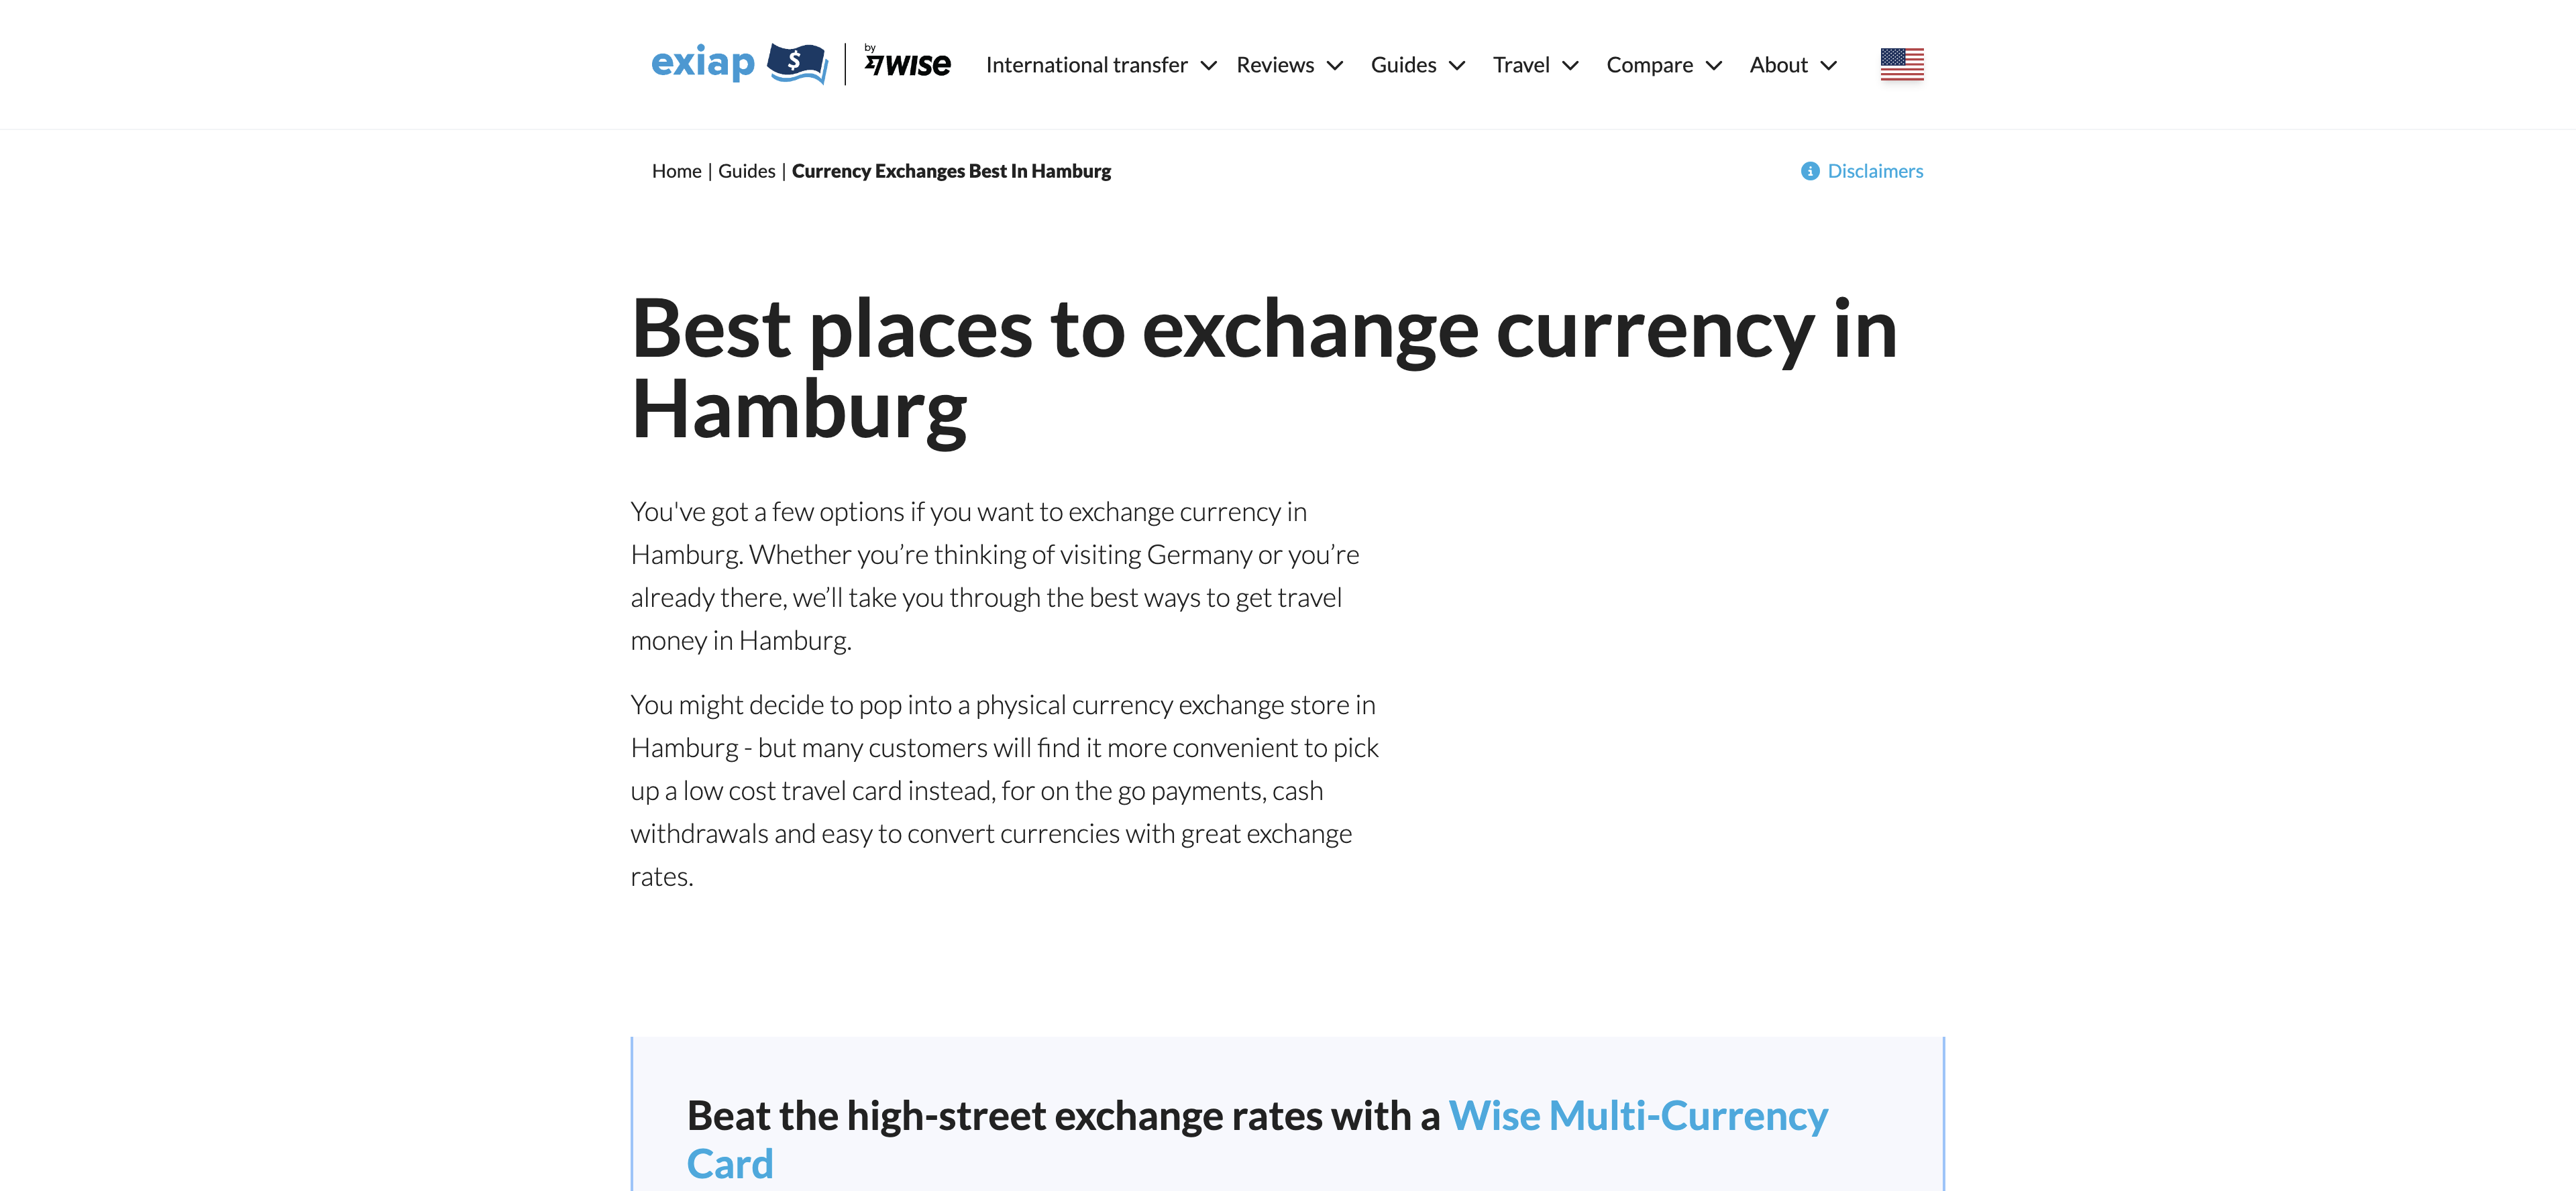 exiap $ | by WISE International transfer Reviews Guides Travel Compare About
Home | Guides | Currency Exchanges Best In Hamburg Disclaimers
Best places to exchange currency in
Hamburg
You've got a few options if you want to exchange currency in
Hamburg. Whether you’re thinking of visiting Germany or you’re
already there, we’ll take you through the best ways to get travel
money in Hamburg.
You might decide to pop into a physical currency exchange store in
Hamburg - but many customers will find it more convenient to pick
up a low cost travel card instead, for on the go payments, cash
withdrawals and easy to convert currencies with great exchange
rates.
Beat the high-street exchange rates with a Wise Multi-Currency
Card